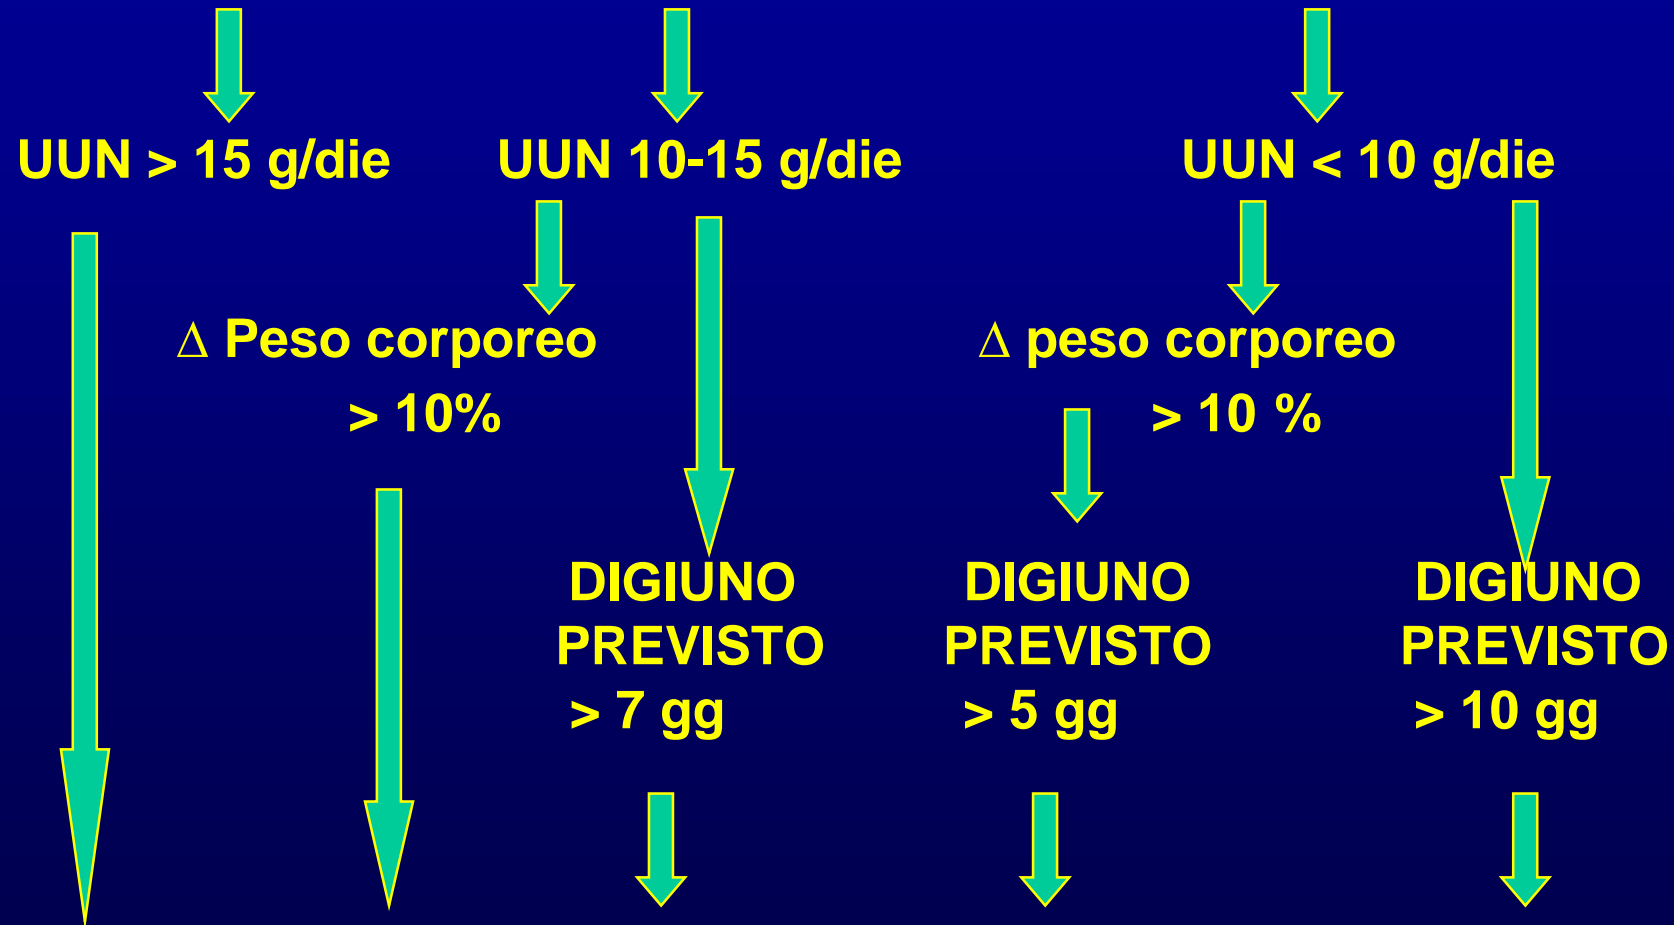 UUN > 15 g/die
UUN 10-15 g/die
UUN < 10 g/die
Δ Peso corporeo
> 10%
Δ peso corporeo
> 10 %
DIGIUNO
PREVISTO
> 7 gg
DIGIUNO
PREVISTO
> 5 gg
DIGIUNO
PREVISTO
> 10 gg